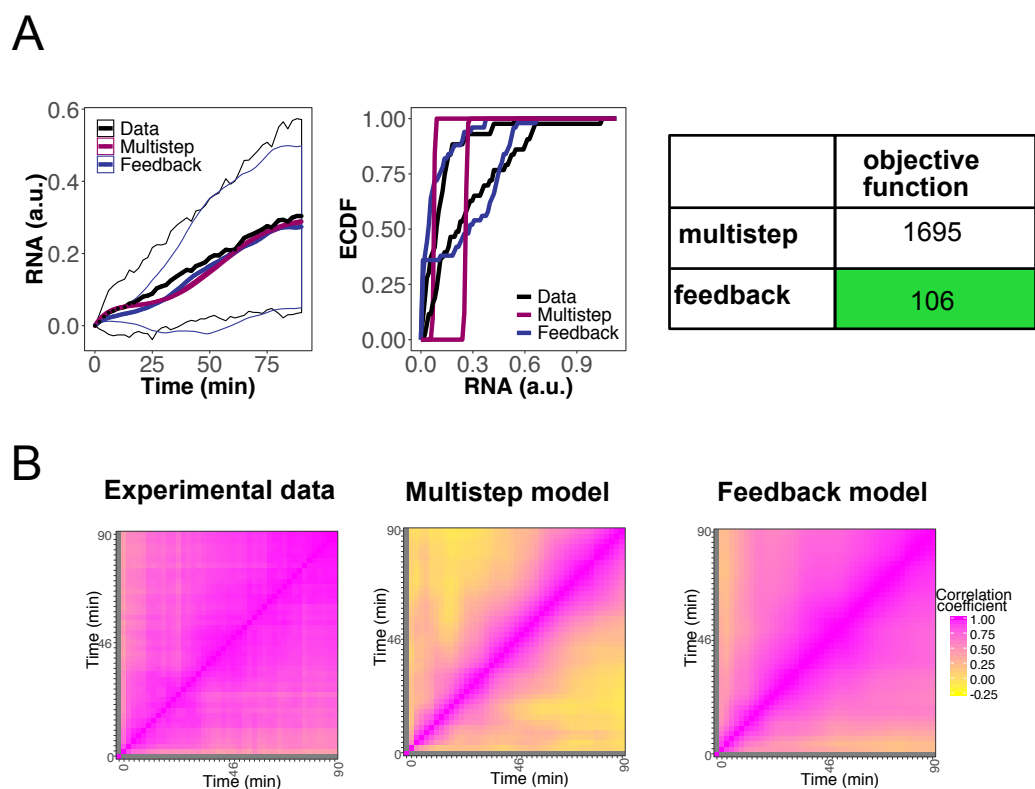 A
RNA (a.u.)
0.6
0.4
0.2
0.0
Data
Multistep
Feedback
0
25
50
75
Time (min)
ECDF
1.00
0.75
0.50
0.25
0.00
Data
Multistep
Feedback
0.0
0.3
0.6
0.9
RNA (a.u.)
objective
function
multistep
1695
feedback
106
B
Experimental data
Time (min)
90
46
0
0
46
90
Time (min)
Multistep model
Time (min)
90
46
0
0
46
90
Time (min)
Feedback model
Time (min)
90
46
0
0
46
90
Time (min)
Correlation
coefficient
1.00
0.75
0.50
0.25
0.00
-0.25